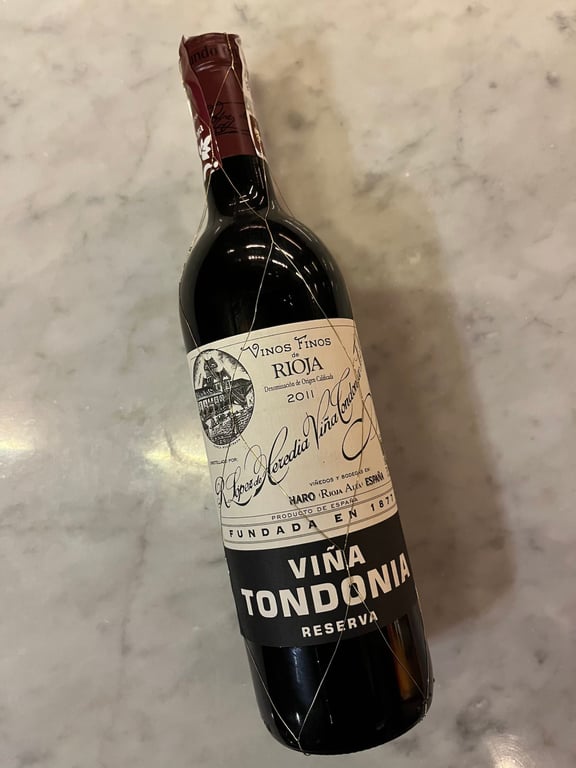 VINOS FINOS
de
RIOJA
Denominación de Origen Calificada
2011
R. López de Heredia Viña Tondonia
VIÑEDOS Y BODEGAS EN
HARO (RIOJA ALTA) ESPAÑA
PRODUCTO DE ESPAÑA
FUNDADA EN 1877
VIÑA
TONDONIA
RESERVA